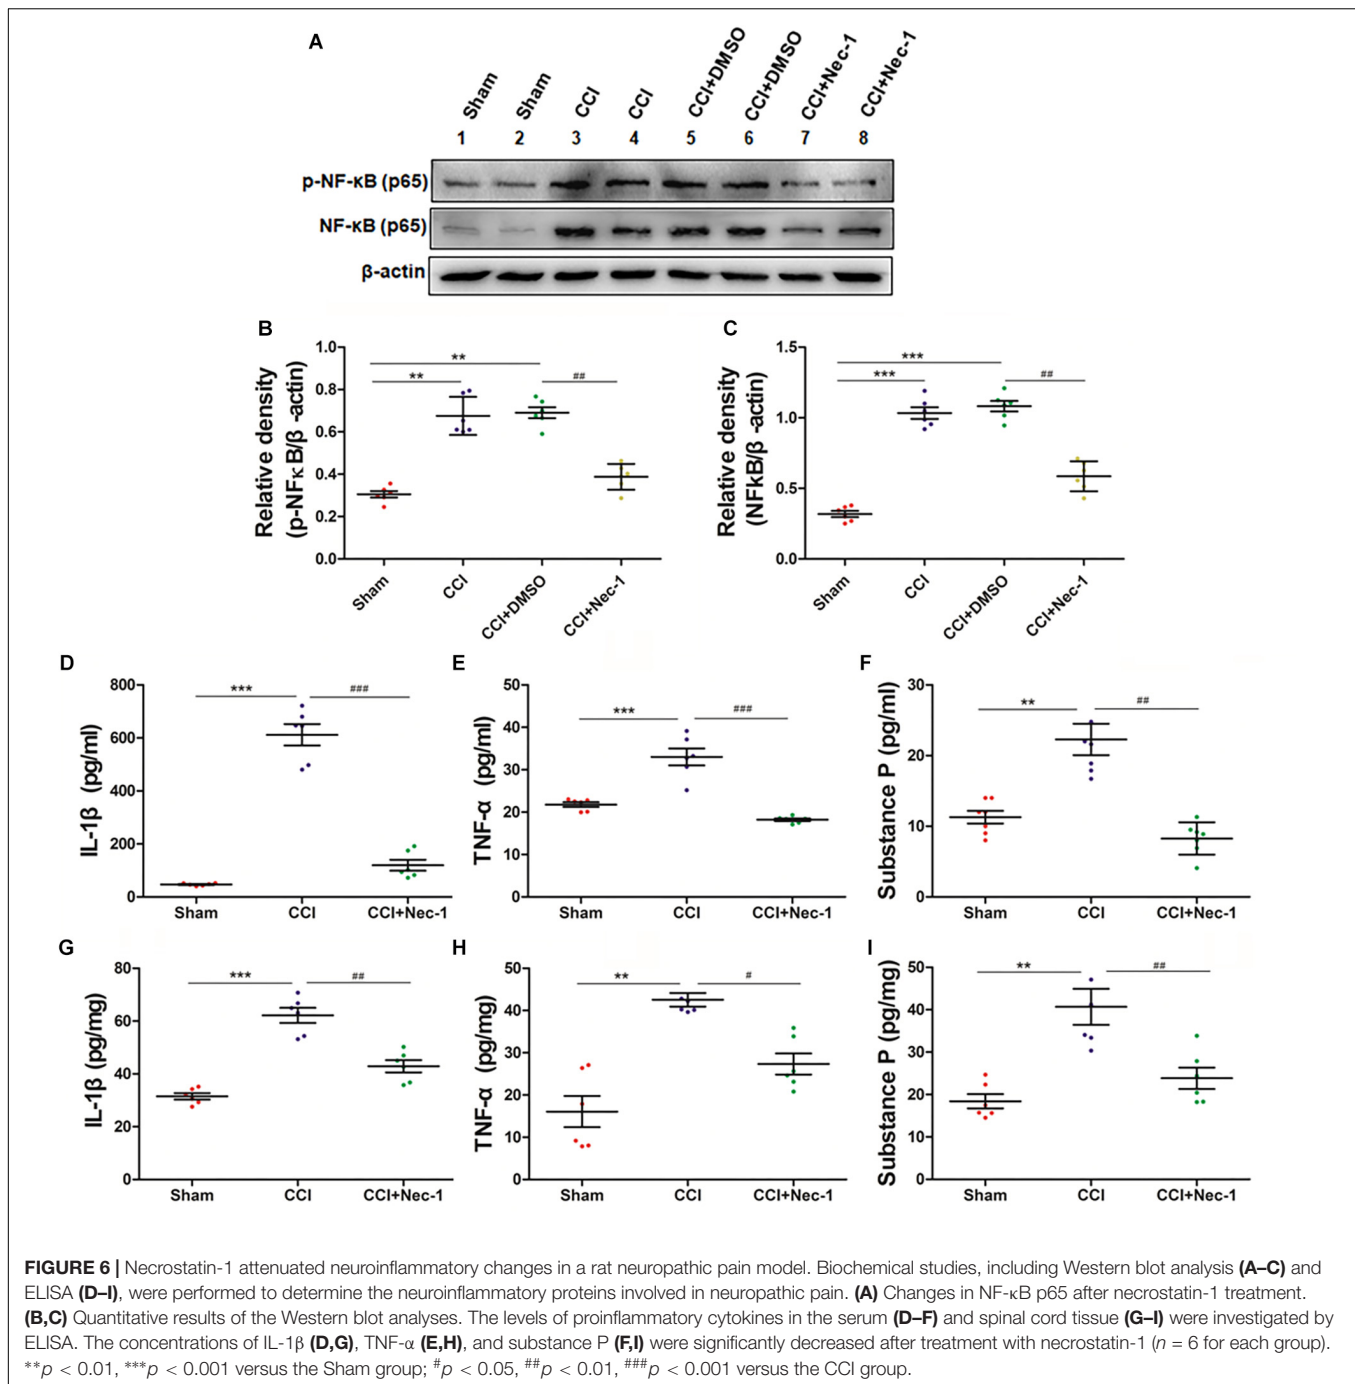 A
Sham Sham CCI CCI CCI+DMSO CCI+DMSO CCI+Nec-1 CCI+Nec-1
1 2 3 4 5 6 7 8
p-NF-κB (p65)
NF-κB (p65)
β-actin
B
Relative density
(p-NFκB/β -actin)
1.0
0.8
0.6
0.4
0.2
0.0
**
**
##
Sham CCI CCI+DMSO CCI+Nec-1
C
Relative density
(NFkB/β -actin)
1.5
1.0
0.5
0.0
***
***
##
Sham CCI CCI+DMSO CCI+Nec-1
D
IL-1β (pg/ml)
800
600
400
200
0
*** ###
Sham CCI CCI+Nec-1
E
TNF-α (pg/ml)
50
40
30
20
10
0
*** ###
Sham CCI CCI+Nec-1
F
Substance P (pg/ml)
30
20
10
0
** ##
Sham CCI CCI+Nec-1
G
IL-1β (pg/mg)
80
60
40
20
0
*** ##
Sham CCI CCI+Nec-1
H
TNF-α (pg/mg)
50
40
30
20
10
0
** #
Sham CCI CCI+Nec-1
I
Substance P (pg/mg)
50
40
30
20
10
0
** ##
Sham CCI CCI+Nec-1
FIGURE 6 | Necrostatin-1 attenuated neuroinflammatory changes in a rat neuropathic pain model. Biochemical studies, including Western blot analysis (A–C) and
ELISA (D–I), were performed to determine the neuroinflammatory proteins involved in neuropathic pain. (A) Changes in NF-κB p65 after necrostatin-1 treatment.
(B,C) Quantitative results of the Western blot analyses. The levels of proinflammatory cytokines in the serum (D–F) and spinal cord tissue (G–I) were investigated by
ELISA. The concentrations of IL-1β (D,G), TNF-α (E,H), and substance P (F,I) were significantly decreased after treatment with necrostatin-1 (n = 6 for each group).
**p < 0.01, ***p < 0.001 versus the Sham group; #p < 0.05, ##p < 0.01, ###p < 0.001 versus the CCI group.